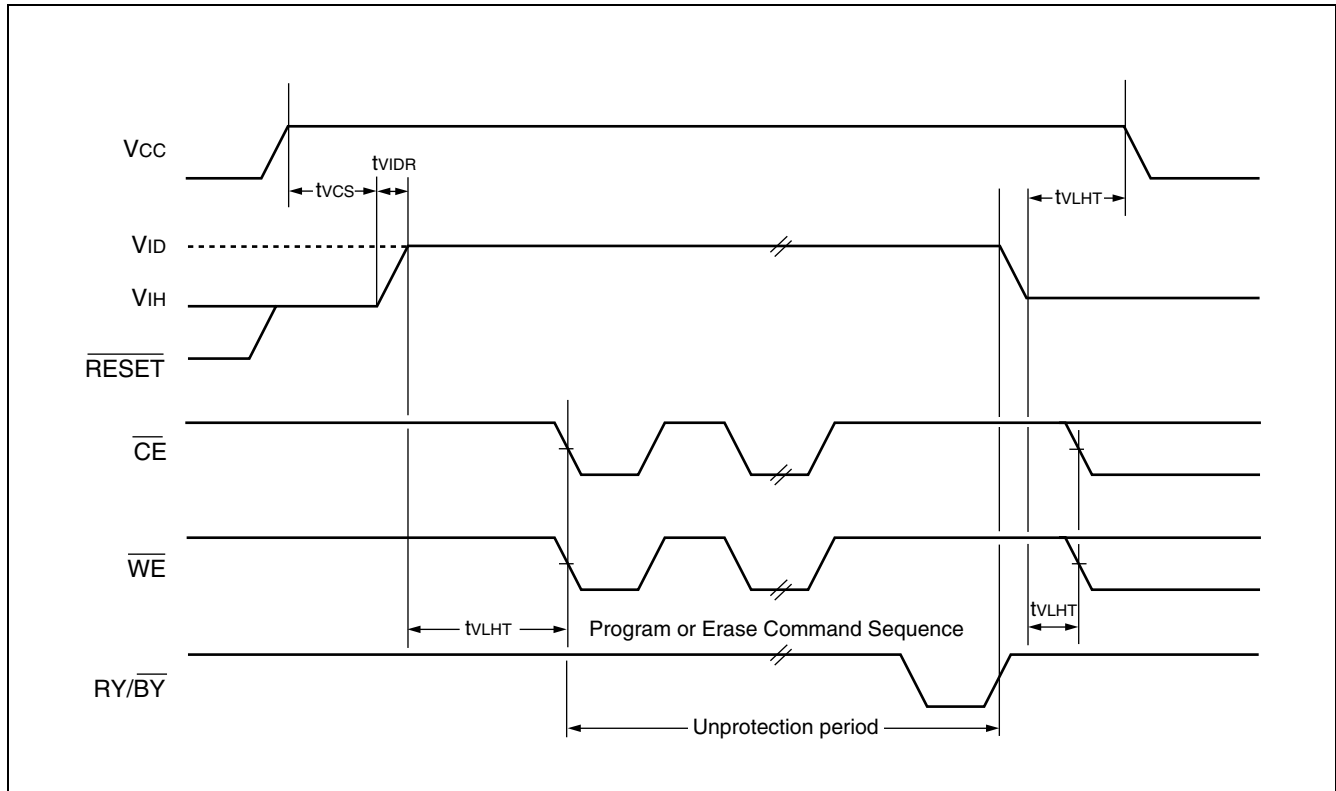 VCC
tVIDR
tVCS
tVLHT
VID
VIH
RESET
CE
WE
tVLHT
tVLHT
Program or Erase Command Sequence
RY/BY
Unprotection period